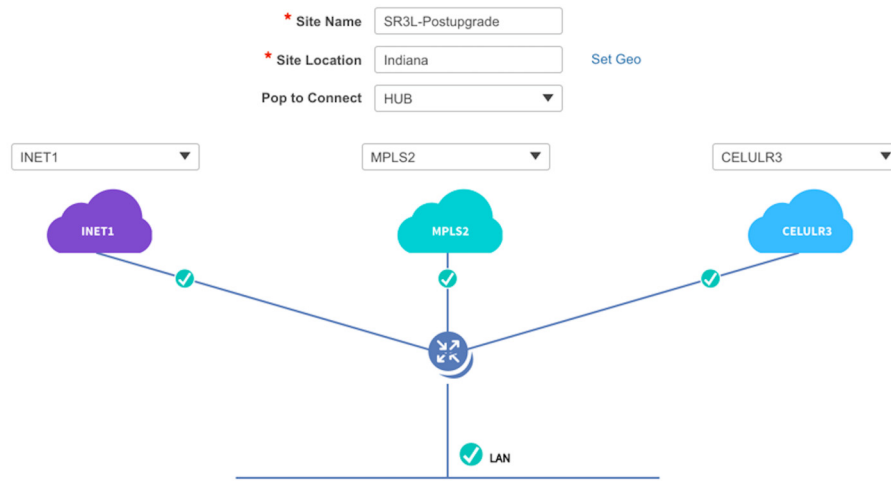 * Site Name SR3L-Postupgrade
* Site Location Indiana Set Geo
Pop to Connect HUB
INET1 MPLS2 CELULR3
INET1 MPLS2 CELULR3
LAN